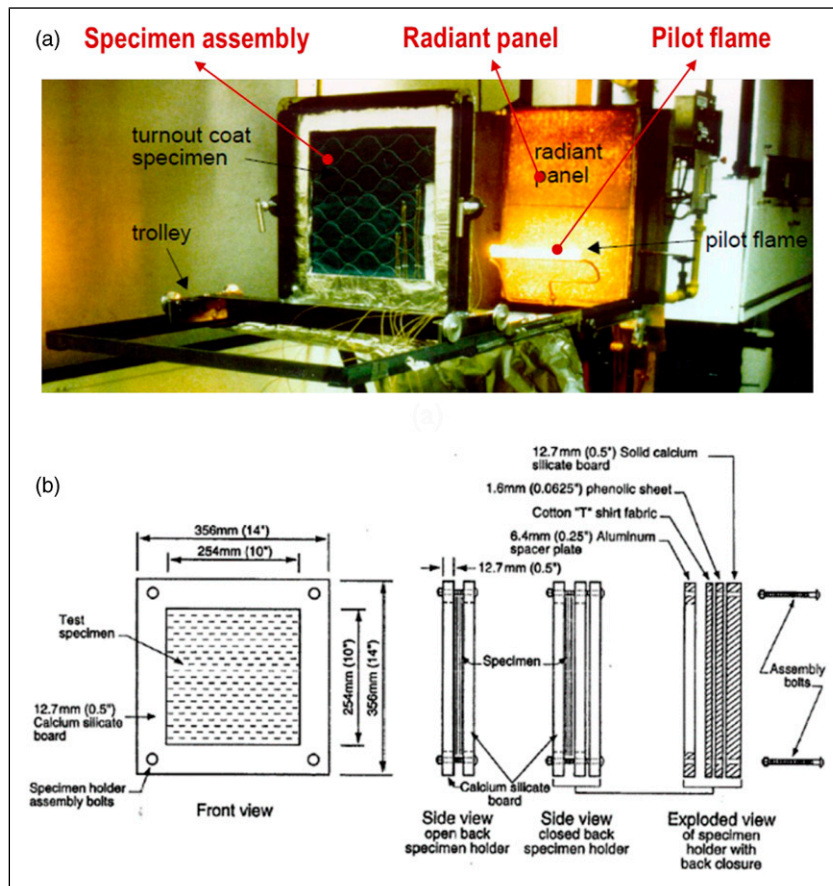 (a)
Specimen assembly
Radiant panel
Pilot flame
turnout coat
specimen
radiant
panel
trolley
pilot flame
(a)
(b)
356mm (14")
254mm (10")
Test
specimen
254mm (10")
356mm (14")
12.7mm (0.5")
Calcium silicate
board
Specimen holder
assembly bolts
Front view
12.7mm (0.5") Solid calcium
silicate board
1.6mm (0.0625") phenolic sheet
Cotton "T" shirt fabric
6.4mm (0.25") Aluminum
spacer plate
12.7mm (0.5")
Specimen
Assembly
bolts
Calcium silicate
board
Side view
open back
specimen holder
Side view
closed back
specimen holder
Exploded view
of specimen
holder with
back closure